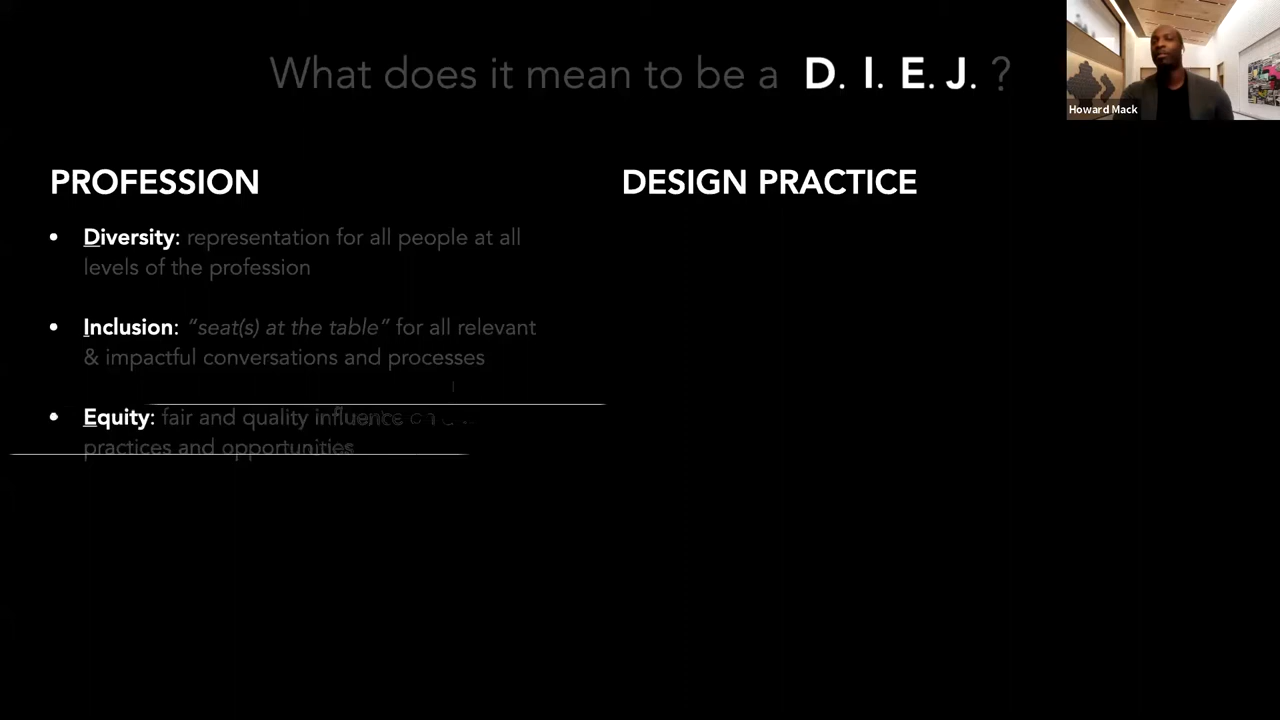 What does it mean to be a D. I. E. J. ?
Howard Mack
PROFESSION
• Diversity: representation for all people at all
levels of the profession
• Inclusion: “seat(s) at the table” for all relevant
& impactful conversations and processes
• Equity: fair and quality influence on
practices and opportunities
DESIGN PRACTICE